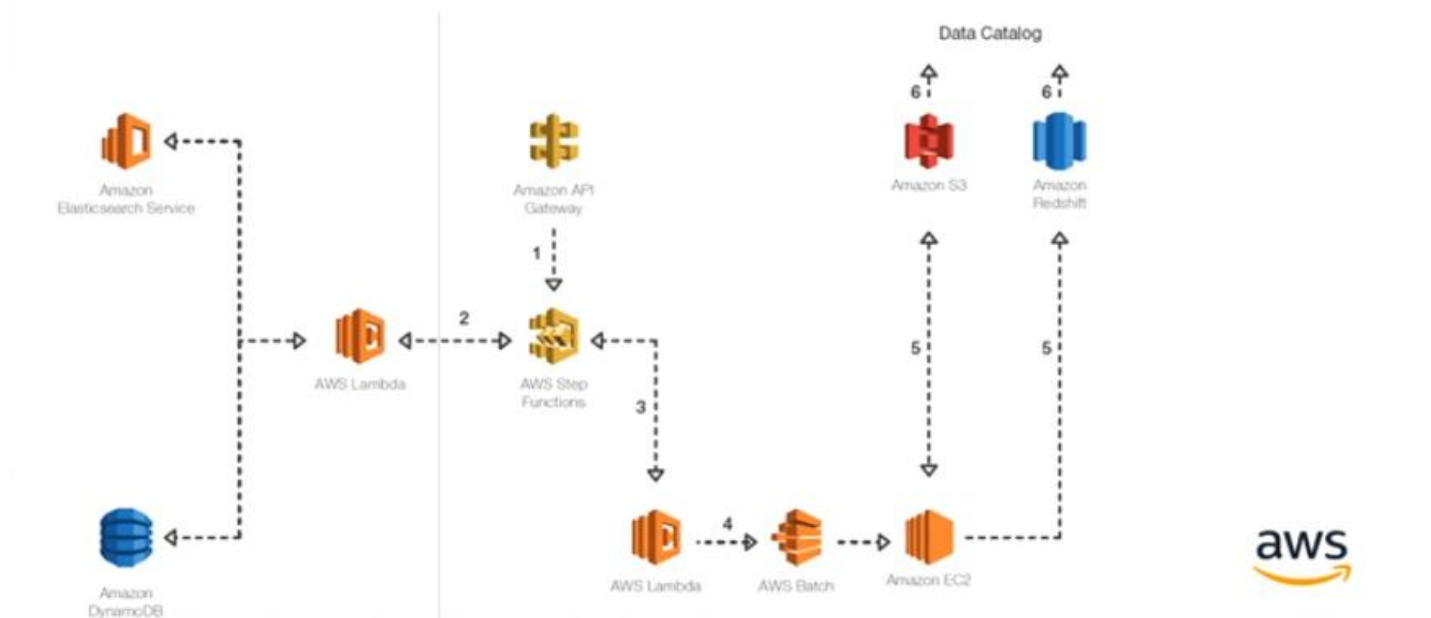 Data Catalog
6
6
Amazon
Elasticsearch Service
Amazon API
Gateway
Amazon S3
Amazon
Redshift
1
2
AWS Lambda
AWS Step
Functions
3
5
5
4
AWS Lambda
AWS Batch
Amazon EC2
Amazon
DynamoDB
aws